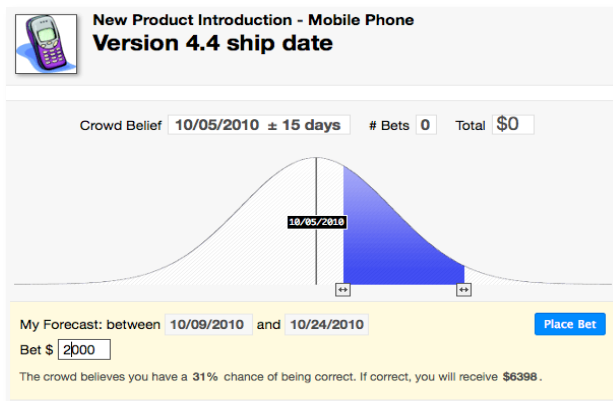 New Product Introduction - Mobile Phone
Version 4.4 ship date
Crowd Belief 10/05/2010 ± 15 days # Bets 0 Total $0
10/05/2010
My Forecast: between 10/09/2010 and 10/24/2010 Place Bet
Bet $ 2000
The crowd believes you have a 31% chance of being correct. If correct, you will receive $6398.